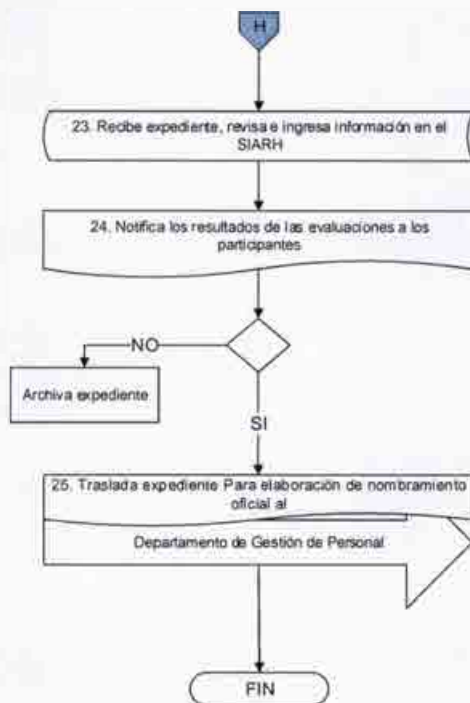 H
23. Recibe expediente, revisa e ingresa información en el
SIARH
24. Notifica los resultados de las evaluaciones a los
participantes
NO
Archiva expediente
SI
25. Traslada expediente Para elaboración de nombramiento
oficial al
Departamento de Gestión de Personal
FIN